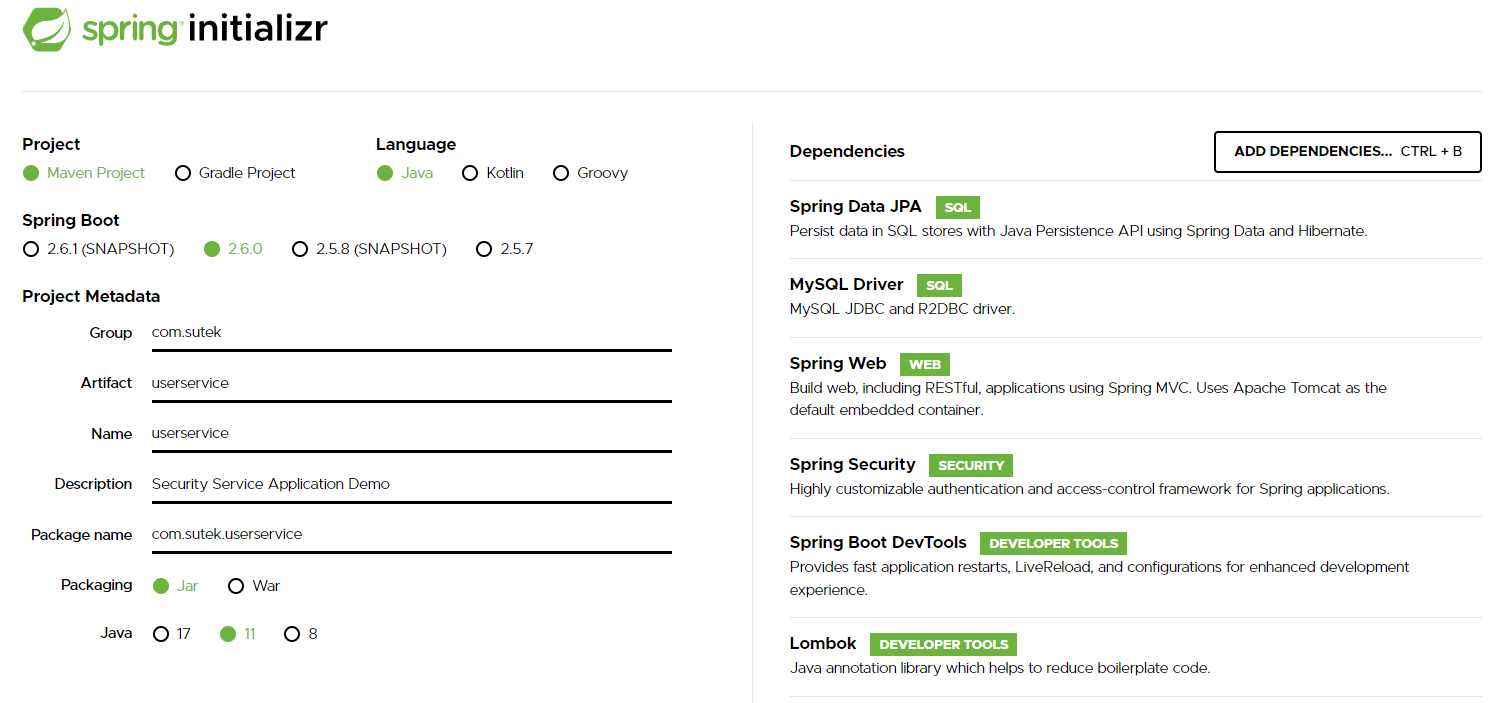 spring initializr
Project
Maven Project Gradle Project
Language
Java Kotlin Groovy
Spring Boot
2.6.1 (SNAPSHOT) 2.6.0 2.5.8 (SNAPSHOT) 2.5.7
Project Metadata
Group com.sutek
Artifact userservice
Name userservice
Description Security Service Application Demo
Package name com.sutek.userservice
Packaging Jar War
Java 17 11 8
Dependencies
ADD DEPENDENCIES... CTRL + B
Spring Data JPA SQL
Persist data in SQL stores with Java Persistence API using Spring Data and Hibernate.
MySQL Driver SQL
MySQL JDBC and R2DBC driver.
Spring Web WEB
Build web, including RESTful, applications using Spring MVC. Uses Apache Tomcat as the
default embedded container.
Spring Security SECURITY
Highly customizable authentication and access-control framework for Spring applications.
Spring Boot DevTools DEVELOPER TOOLS
Provides fast application restarts, LiveReload, and configurations for enhanced development
experience.
Lombok DEVELOPER TOOLS
Java annotation library which helps to reduce boilerplate code.